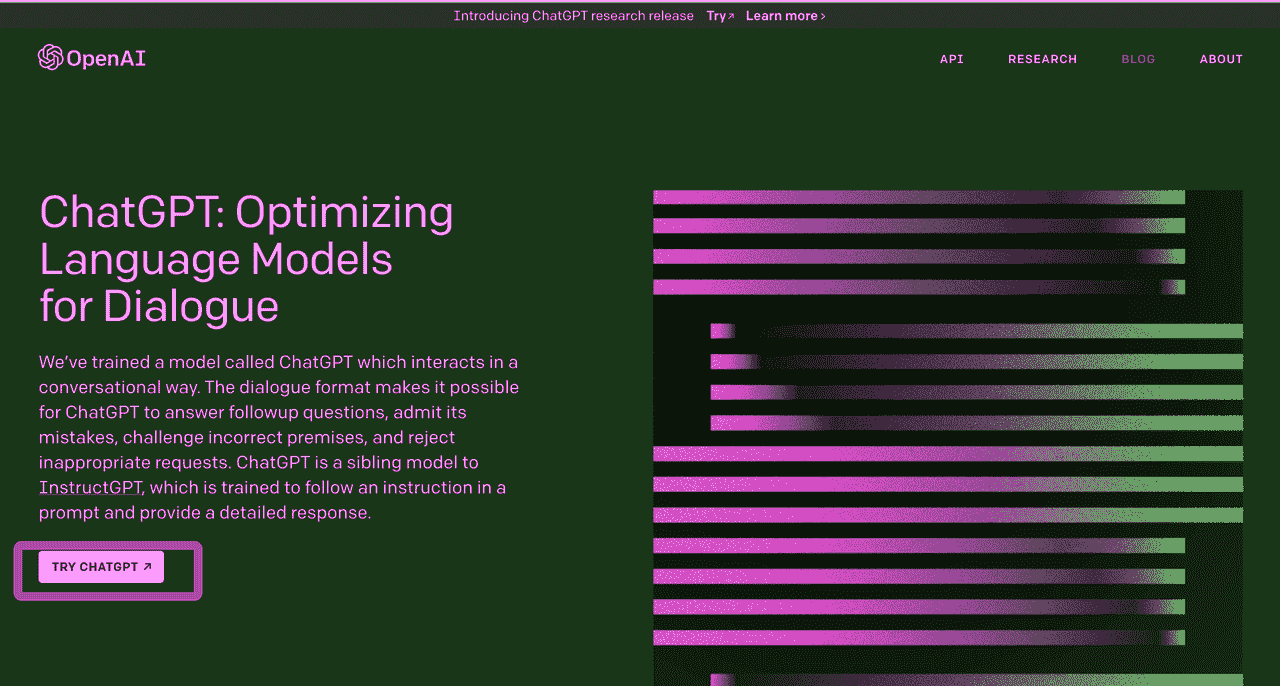 Introducing ChatGPT research release Try↗ Learn more ›
OpenAI
API RESEARCH BLOG ABOUT
ChatGPT: Optimizing
Language Models
for Dialogue
We’ve trained a model called ChatGPT which interacts in a
conversational way. The dialogue format makes it possible
for ChatGPT to answer followup questions, admit its
mistakes, challenge incorrect premises, and reject
inappropriate requests. ChatGPT is a sibling model to
InstructGPT, which is trained to follow an instruction in a
prompt and provide a detailed response.
TRY CHATGPT ↗